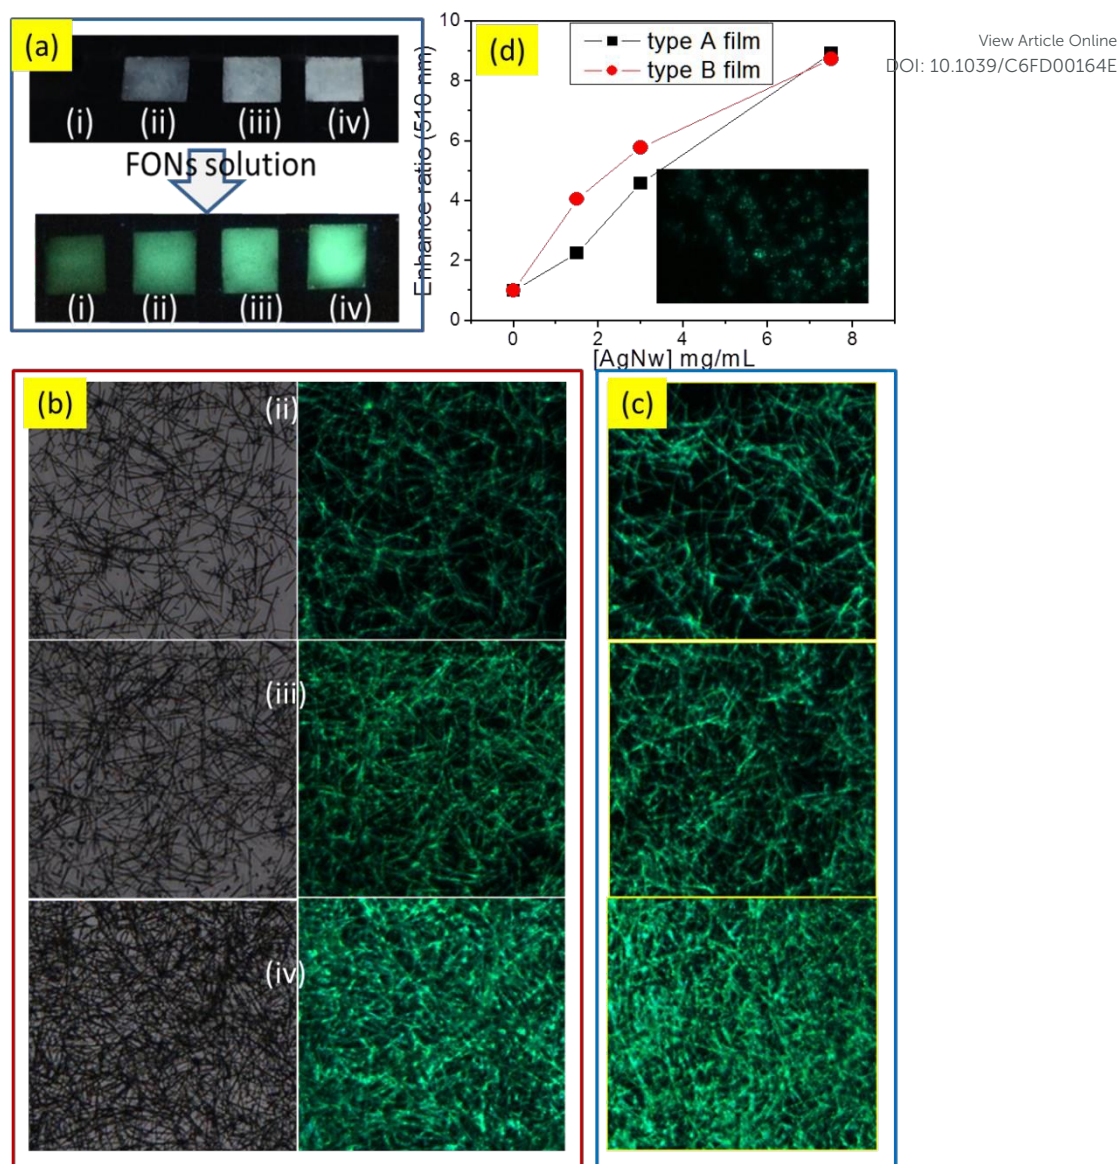 (a)
(i) (ii) (iii) (iv)
FONs solution
(i) (ii) (iii) (iv)
(d)
type A film
type B film
Enhance ratio (510 nm)
10
8
6
4
2
0
0 2 4 6 8
[AgNw] mg/mL
View Article Online
DOI: 10.1039/C6FD00164E
(b)
(ii)
(iii)
(iv)
(c)